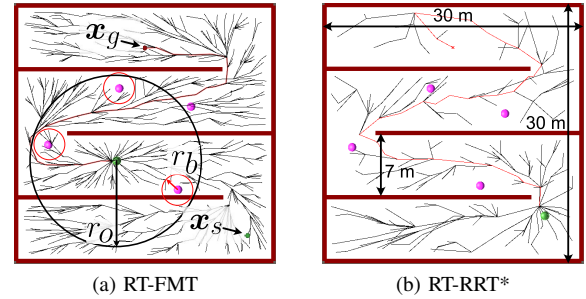 x_g
r_b
r_o
x_s
(a) RT-FMT
30 m
30 m
7 m
(b) RT-RRT*